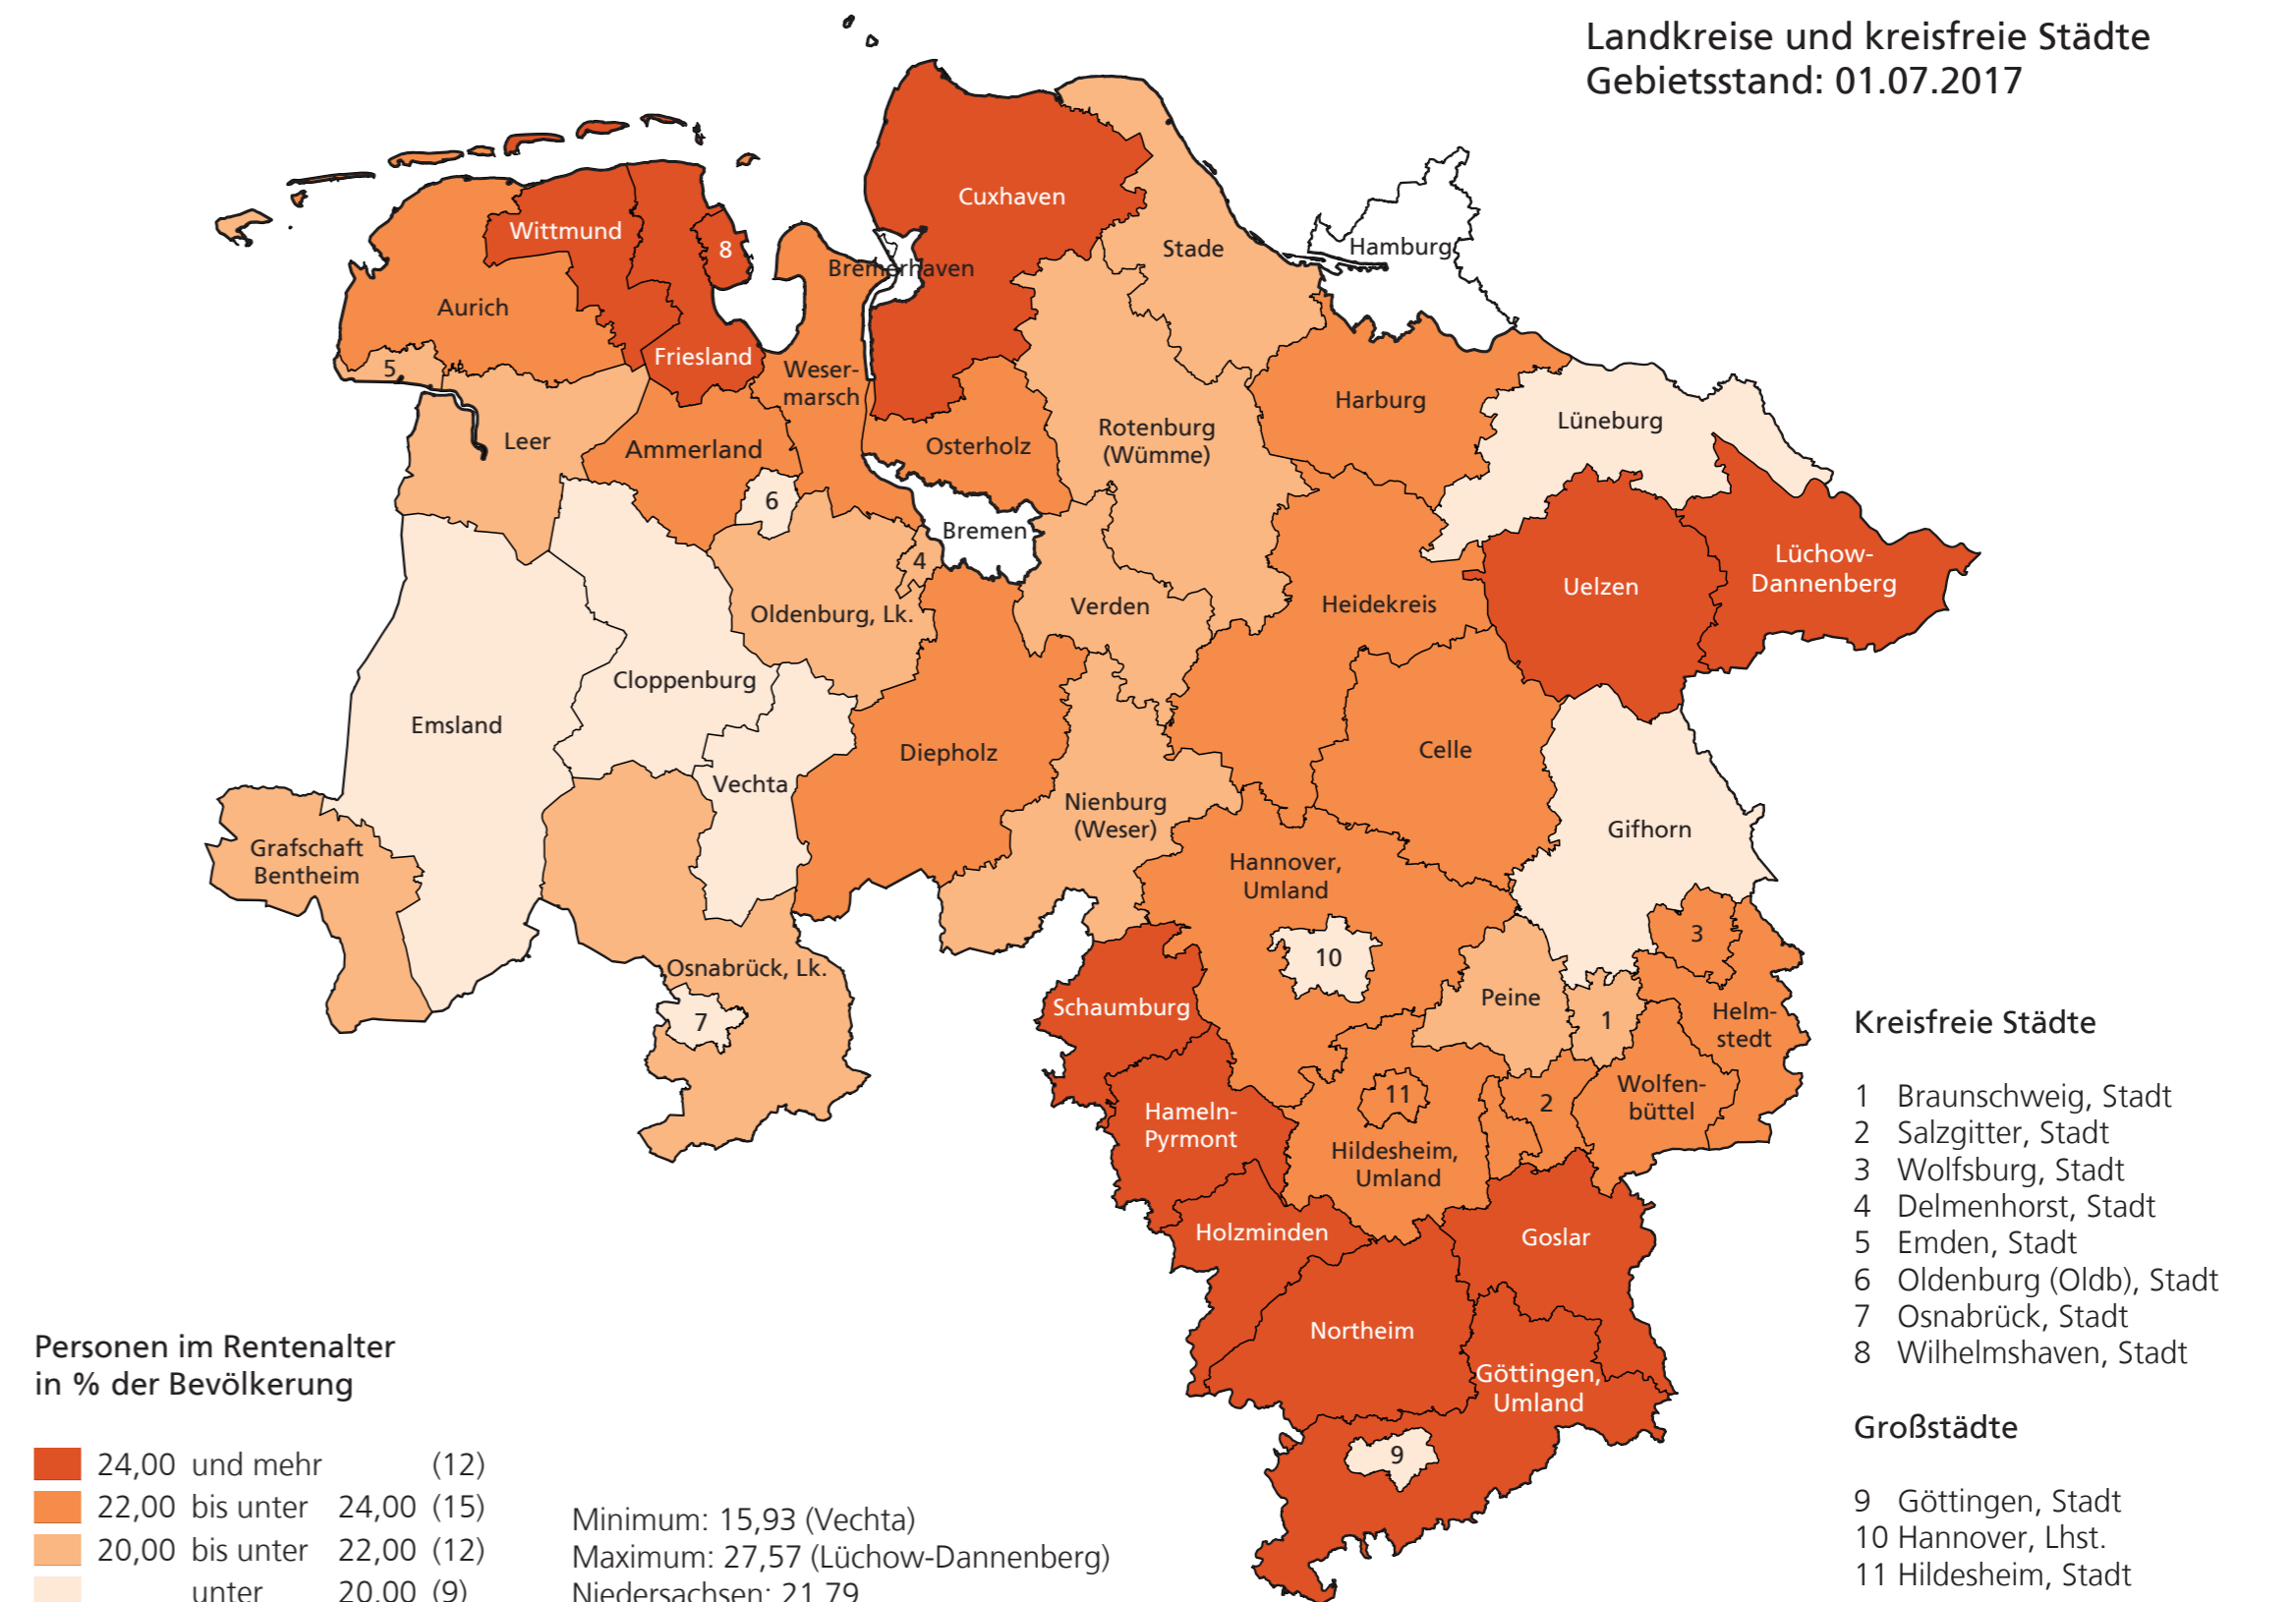 Landkreise und kreisfreie Städte
Gebietsstand: 01.07.2017
Cuxhaven
Wittmund
8
Stade
Hamburg
Bremerhaven
Aurich
Friesland
5
Weser-
marsch
Harburg
Lüneburg
Leer
Ammerland
Osterholz
Rotenburg
(Wümme)
6
Bremen
4
Lüchow-
Dannenberg
Uelzen
Oldenburg, Lk.
Verden
Heidekreis
Cloppenburg
Emsland
Diepholz
Celle
Vechta
Nienburg
(Weser)
Gifhorn
Grafschaft
Bentheim
Hannover,
Umland
3
10
Osnabrück, Lk.
Schaumburg
Peine
7
1
Helm-
stedt
Hameln-
Pyrmont
11
2
Wolfen-
büttel
Hildesheim,
Umland
Holzminden
Goslar
Northeim
Göttingen,
Umland
9
Kreisfreie Städte
1 Braunschweig, Stadt
2 Salzgitter, Stadt
3 Wolfsburg, Stadt
4 Delmenhorst, Stadt
5 Emden, Stadt
6 Oldenburg (Oldb), Stadt
7 Osnabrück, Stadt
8 Wilhelmshaven, Stadt
Großstädte
9 Göttingen, Stadt
10 Hannover, Lhst.
11 Hildesheim, Stadt
Personen im Rentenalter
in % der Bevölkerung
24,00 und mehr (12)
22,00 bis unter 24,00 (15)
20,00 bis unter 22,00 (12)
unter 20,00 (9)
Minimum: 15,93 (Vechta)
Maximum: 27,57 (Lüchow-Dannenberg)
Niedersachsen: 21,79